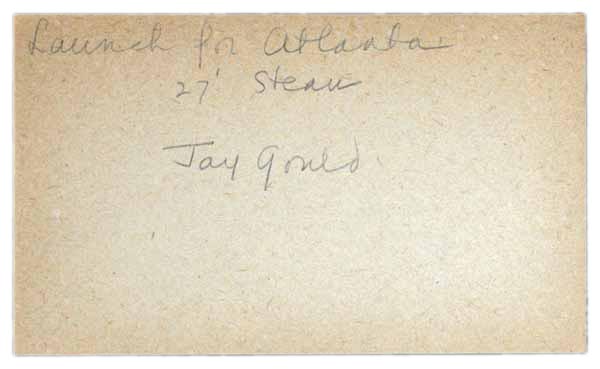 Launch for Atlanta
27' Steam
Jay Gould